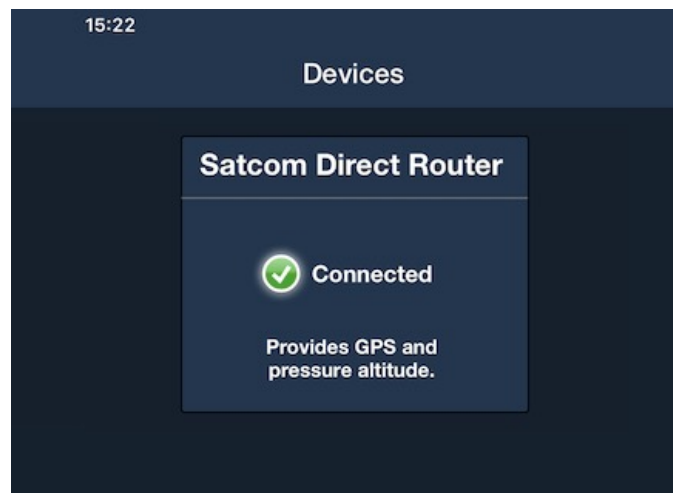 15:22
Devices
Satcom Direct Router
Connected
Provides GPS and
pressure altitude.